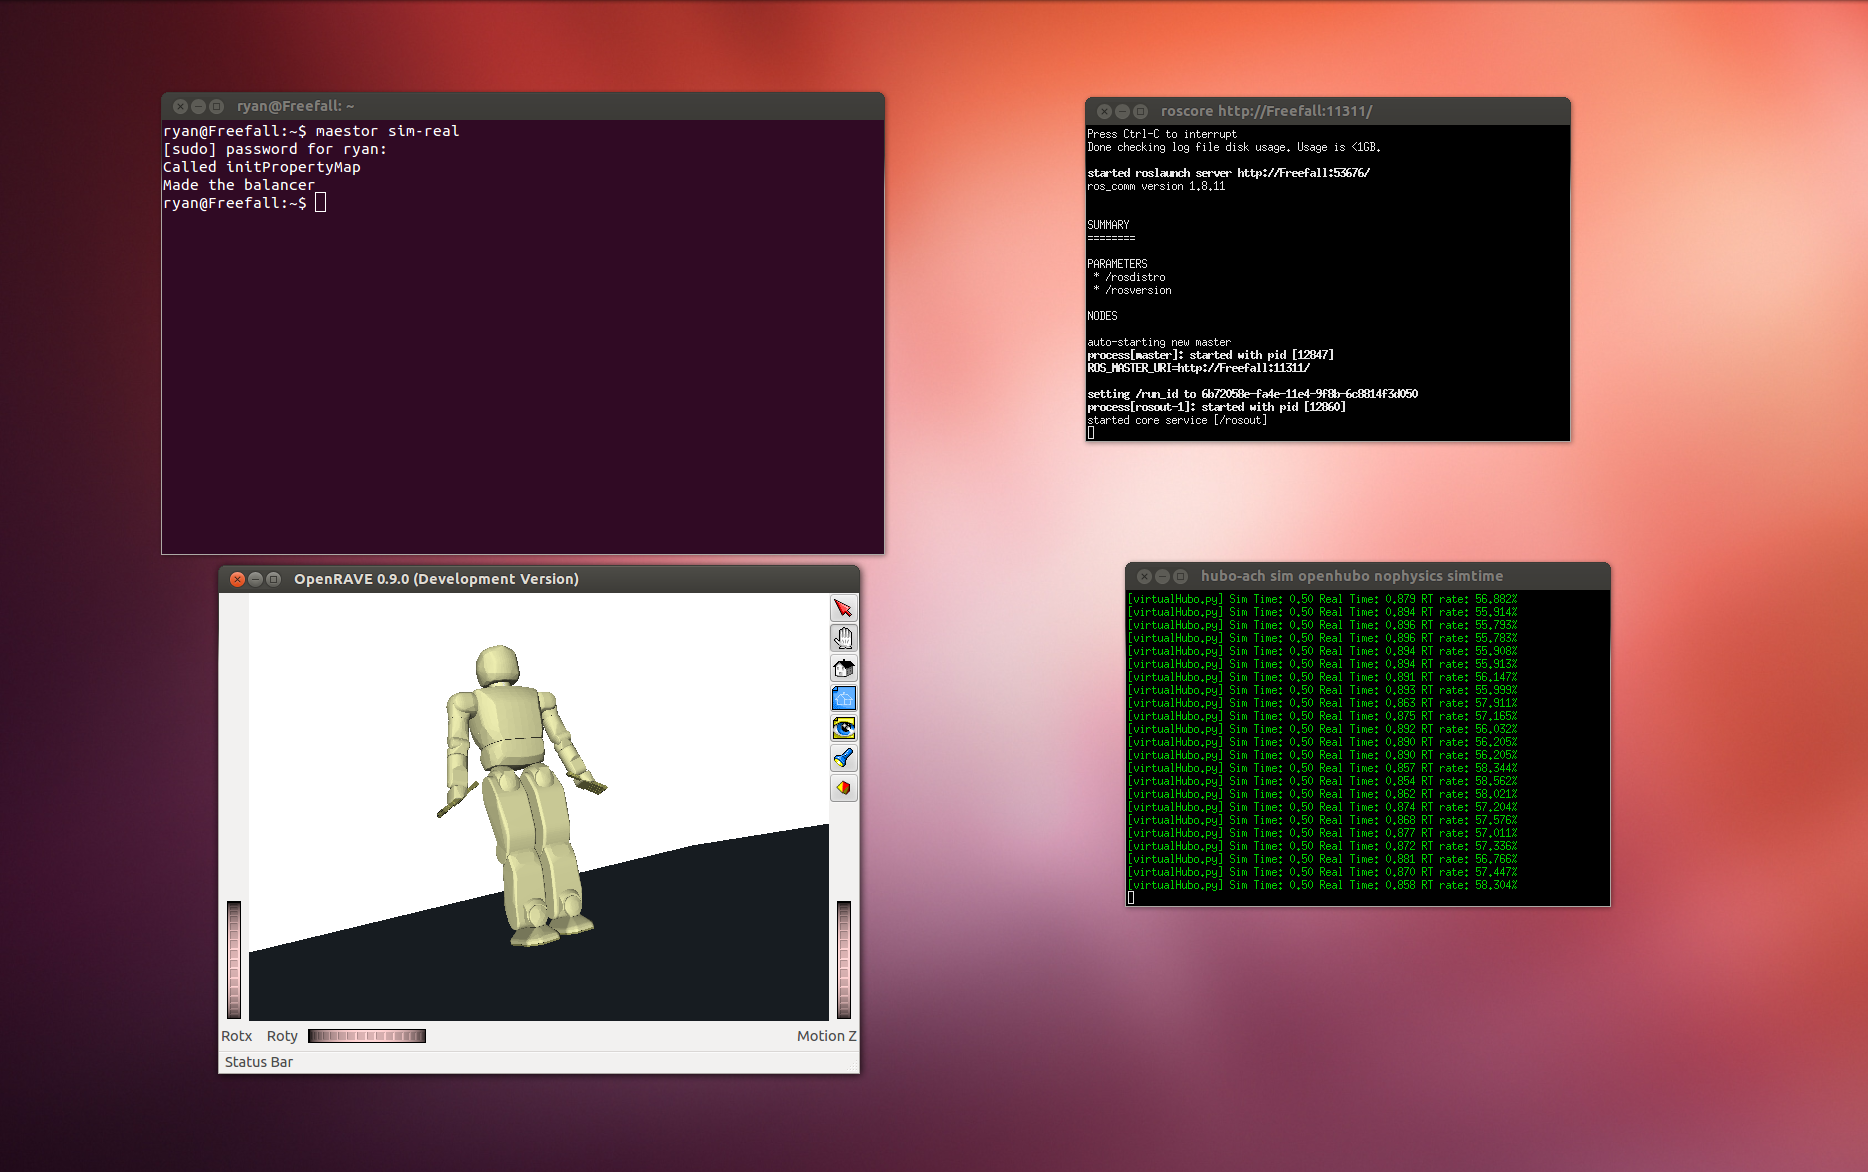 ryan@Freefall: ~
ryan@Freefall:~$ maestor sim-real
[sudo] password for ryan:
Called initPropertyMap
Made the balancer
ryan@Freefall:~$
roscore http://Freefall:11311/
Press Ctrl-C to interrupt
Done checking log file disk usage. Usage is <1GB.
started roslaunch server http://Freefall:53676/
ros_comm version 1.8.11
SUMMARY
========
PARAMETERS
* /rosdistro
* /rosversion
NODES
auto-starting new master
process[master]: started with pid [12847]
ROS_MASTER_URI=http://Freefall:11311/
setting /run_id to 6b72058e-fa4e-11e4-9f8b-6c8814f3d050
process[rosout-1]: started with pid [12860]
started core service [/rosout]
OpenRAVE 0.9.0 (Development Version)
Rotx Roty Motion Z
Status Bar
hubo-ach sim openhubo nophysics simtime
[virtualHubo.py] Sim Time: 0.50 Real Time: 0.879 RT rate: 56.882%
[virtualHubo.py] Sim Time: 0.50 Real Time: 0.894 RT rate: 55.914%
[virtualHubo.py] Sim Time: 0.50 Real Time: 0.896 RT rate: 55.793%
[virtualHubo.py] Sim Time: 0.50 Real Time: 0.896 RT rate: 55.783%
[virtualHubo.py] Sim Time: 0.50 Real Time: 0.894 RT rate: 55.908%
[virtualHubo.py] Sim Time: 0.50 Real Time: 0.894 RT rate: 55.913%
[virtualHubo.py] Sim Time: 0.50 Real Time: 0.891 RT rate: 56.147%
[virtualHubo.py] Sim Time: 0.50 Real Time: 0.893 RT rate: 55.999%
[virtualHubo.py] Sim Time: 0.50 Real Time: 0.863 RT rate: 57.911%
[virtualHubo.py] Sim Time: 0.50 Real Time: 0.875 RT rate: 57.165%
[virtualHubo.py] Sim Time: 0.50 Real Time: 0.892 RT rate: 56.032%
[virtualHubo.py] Sim Time: 0.50 Real Time: 0.890 RT rate: 56.205%
[virtualHubo.py] Sim Time: 0.50 Real Time: 0.890 RT rate: 56.205%
[virtualHubo.py] Sim Time: 0.50 Real Time: 0.857 RT rate: 58.344%
[virtualHubo.py] Sim Time: 0.50 Real Time: 0.854 RT rate: 58.562%
[virtualHubo.py] Sim Time: 0.50 Real Time: 0.862 RT rate: 58.021%
[virtualHubo.py] Sim Time: 0.50 Real Time: 0.874 RT rate: 57.204%
[virtualHubo.py] Sim Time: 0.50 Real Time: 0.868 RT rate: 57.576%
[virtualHubo.py] Sim Time: 0.50 Real Time: 0.877 RT rate: 57.011%
[virtualHubo.py] Sim Time: 0.50 Real Time: 0.872 RT rate: 57.336%
[virtualHubo.py] Sim Time: 0.50 Real Time: 0.881 RT rate: 56.766%
[virtualHubo.py] Sim Time: 0.50 Real Time: 0.870 RT rate: 57.447%
[virtualHubo.py] Sim Time: 0.50 Real Time: 0.858 RT rate: 58.304%